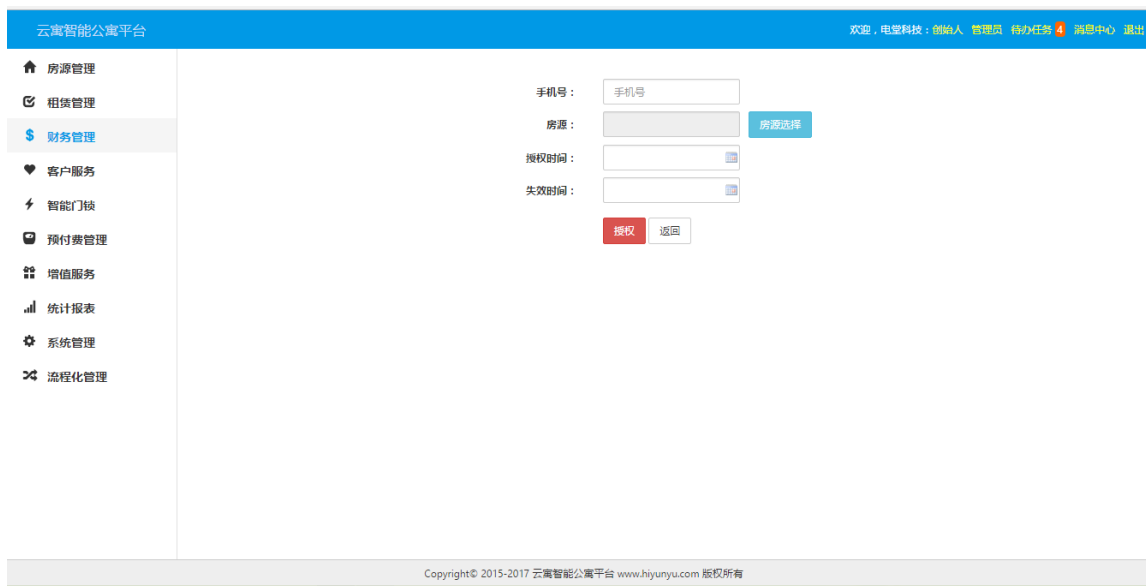 云寓智能公寓平台
欢迎，电堂科技：创始人 管理员 待办任务 4 消息中心 退出
房源管理
租赁管理
财务管理
客户服务
智能门锁
预付费管理
增值服务
统计报表
系统管理
流程化管理
手机号： 手机号
房源： 房源选择
授权时间：
失效时间：
授权 返回
Copyright© 2015-2017 云寓智能公寓平台 www.hiyunyu.com 版权所有